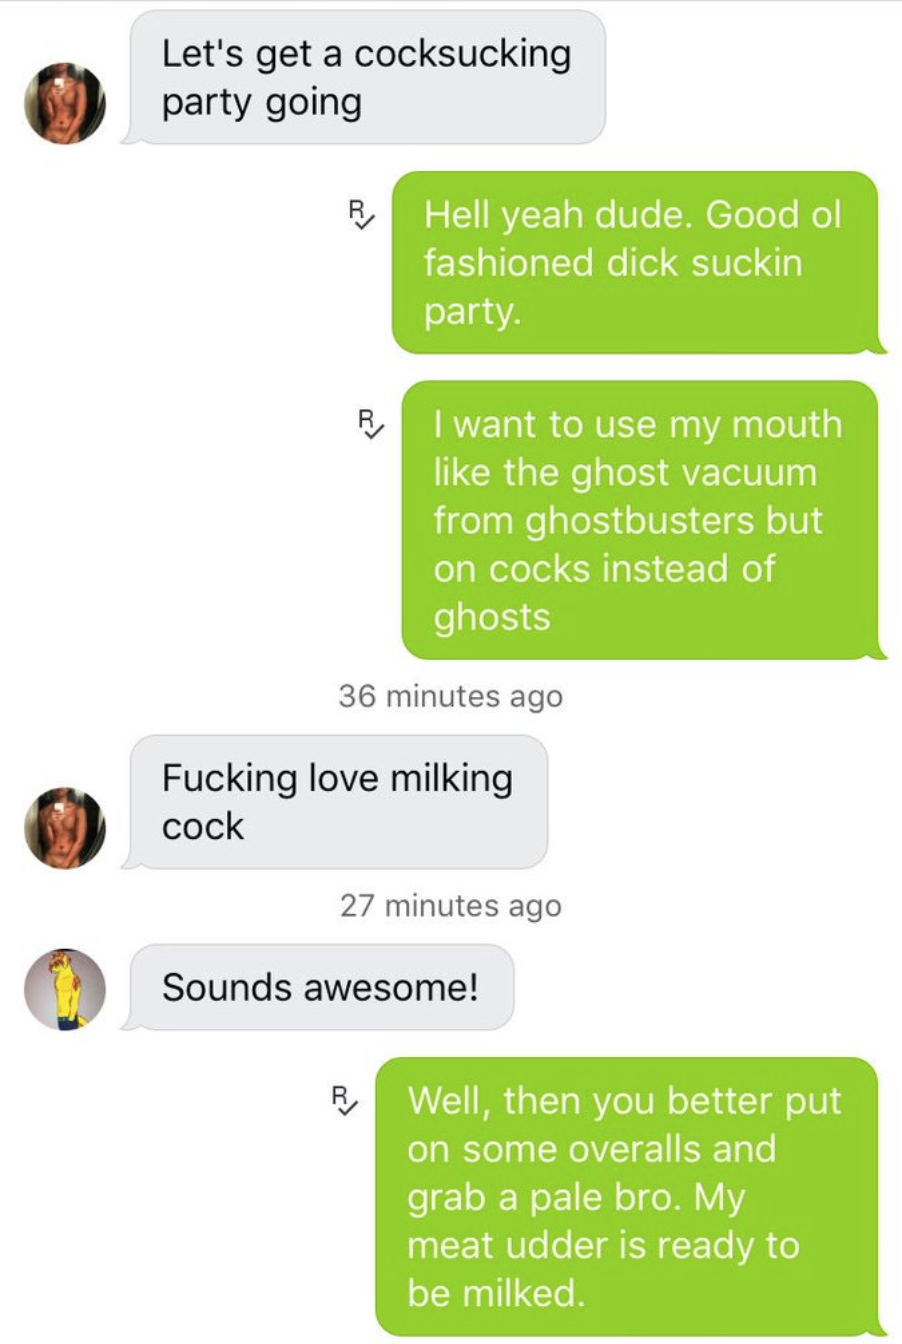 Let's get a cocksucking
party going
R
Hell yeah dude. Good ol
fashioned dick suckin
party.
R
I want to use my mouth
like the ghost vacuum
from ghostbusters but
on cocks instead of
ghosts
36 minutes ago
Fucking love milking
cock
27 minutes ago
Sounds awesome!
R
Well, then you better put
on some overalls and
grab a pale bro. My
meat udder is ready to
be milked.